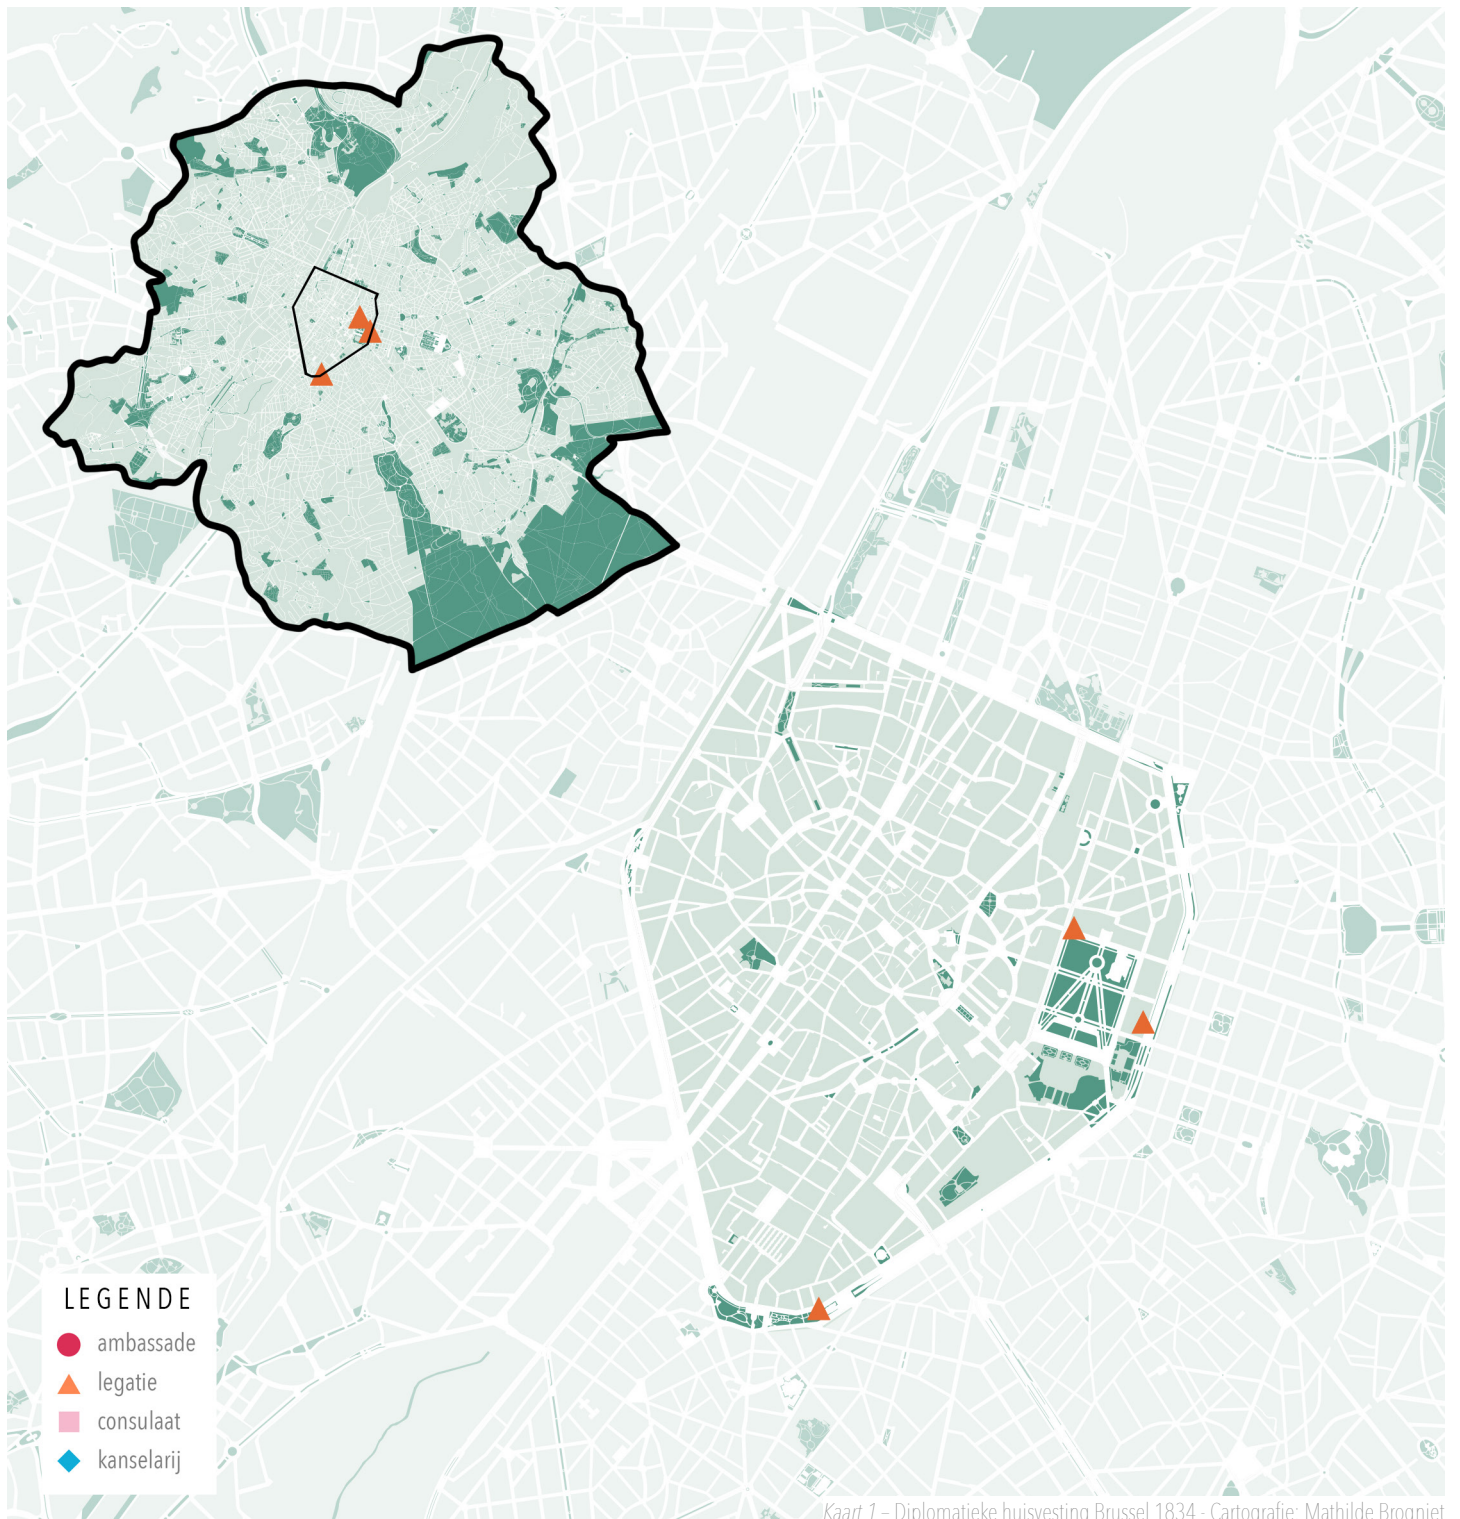 LEGENDE
ambassade
legatie
consulaat
kanselarij
Kaart 1 – Diplomatieke huisvesting Brussel 1834 - Cartografie: Mathilde Brogniet